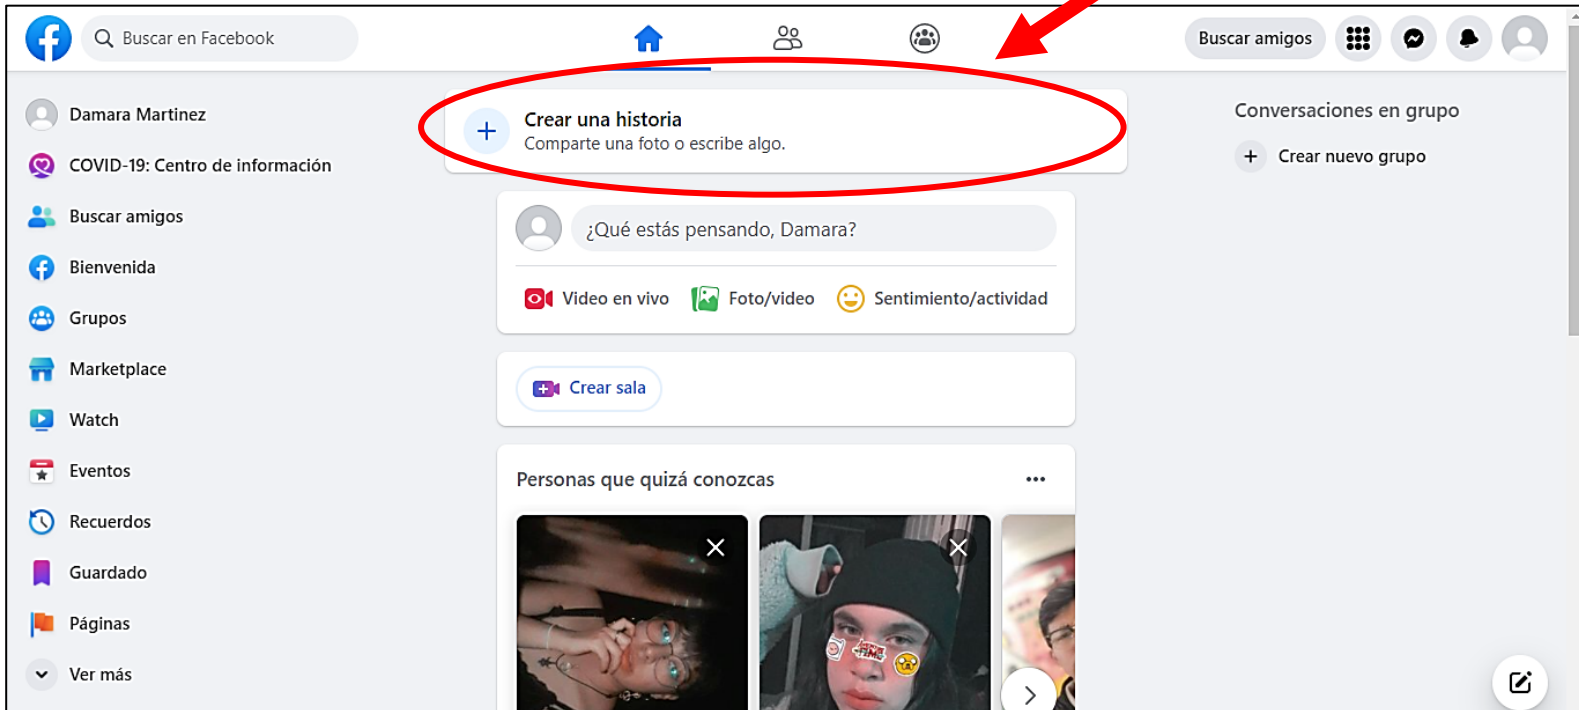 Buscar en Facebook
Buscar amigos
Damara Martinez
COVID-19: Centro de información
Buscar amigos
Bienvenida
Grupos
Marketplace
Watch
Eventos
Recuerdos
Guardado
Páginas
Ver más
Crear una historia
Comparte una foto o escribe algo.
¿Qué estás pensando, Damara?
Video en vivo
Foto/video
Sentimiento/actividad
Crear sala
Personas que quizá conozcas
Conversaciones en grupo
Crear nuevo grupo